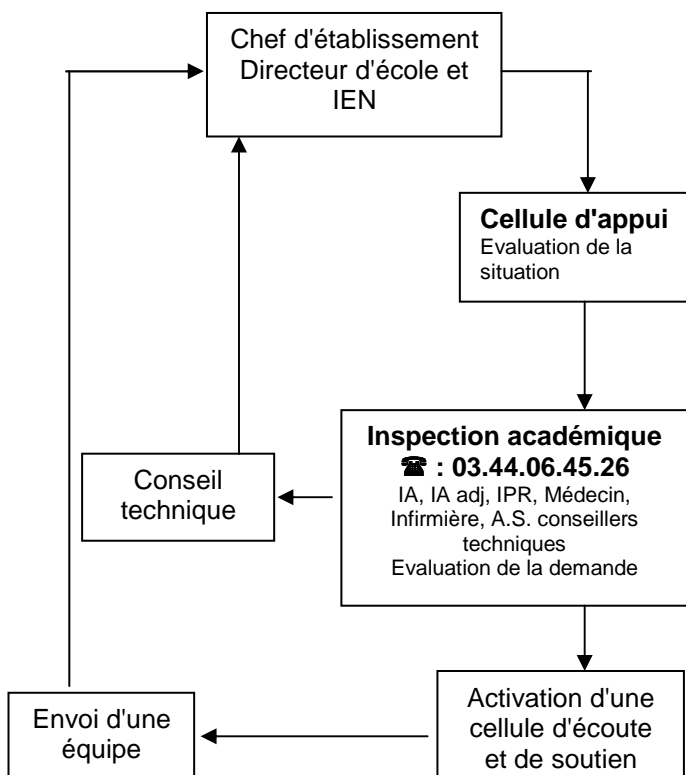 Chef d'établissement
Directeur d'école et
IEN
Cellule d'appui
Evaluation de la
situation
Inspection académique
☎ : 03.44.06.45.26
IA, IA adj, IPR, Médecin,
Infirmière, A.S. conseillers
techniques
Evaluation de la demande
Conseil
technique
Activation d'une
cellule d'écoute
et de soutien
Envoi d'une
équipe